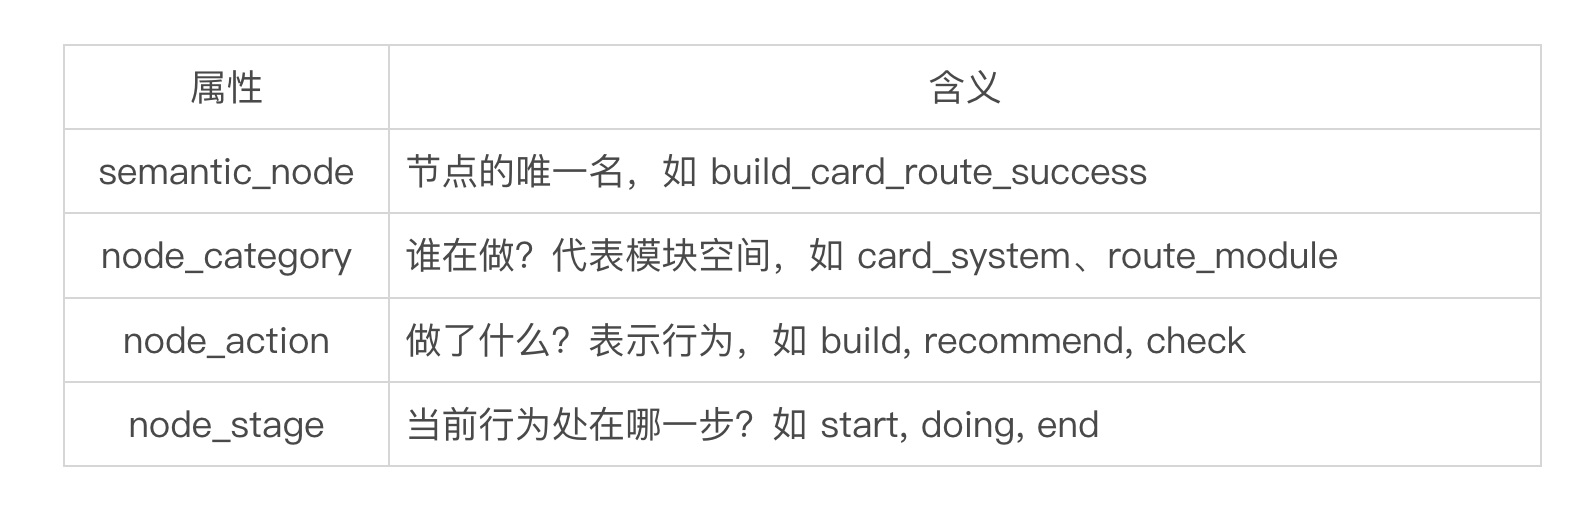 属性 含义
semantic_node 节点的唯一名，如 build_card_route_success
node_category 谁在做？代表模块空间，如 card_system、route_module
node_action 做了什么？表示行为，如 build, recommend, check
node_stage 当前行为处在哪一步？如 start, doing, end